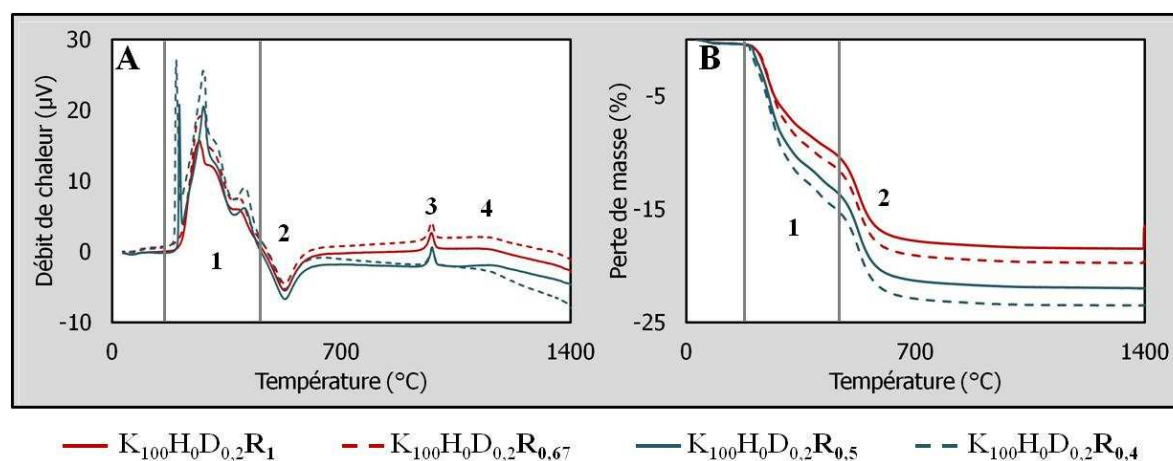 A
Débit de chaleur (µV)
30
20
10
0
-10
1
2
3
4
0
700
1400
Température (°C)
B
Perte de masse (%)
-5
-15
-25
1
2
0
700
1400
Température (°C)
K₁₀₀H₀D₀,₂R₁ K₁₀₀H₀D₀,₂R₀,₆₇ K₁₀₀H₀D₀,₂R₀,₅ K₁₀₀H₀D₀,₂R₀,₄